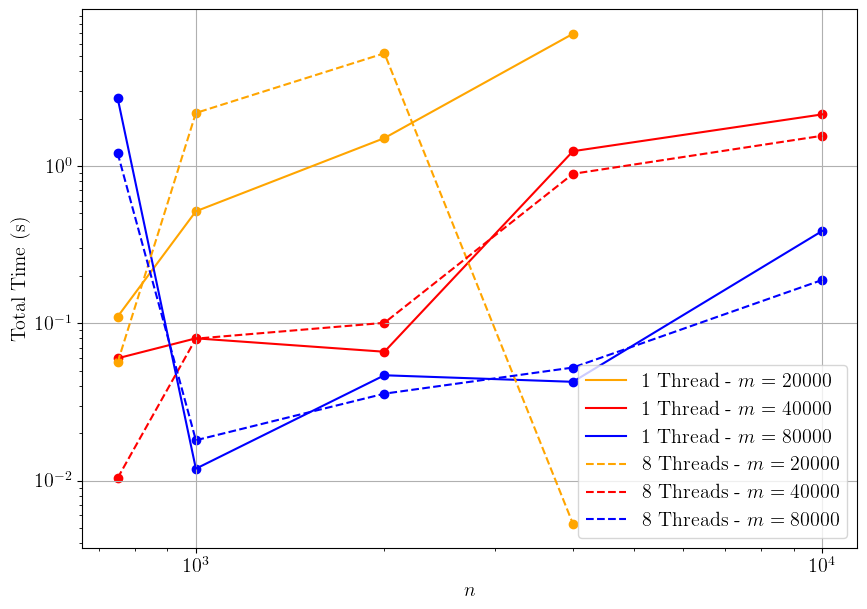 Total Time (s)
10^0
10^{-1}
10^{-2}
10^3
10^4
n
1 Thread - m = 20000
1 Thread - m = 40000
1 Thread - m = 80000
8 Threads - m = 20000
8 Threads - m = 40000
8 Threads - m = 80000